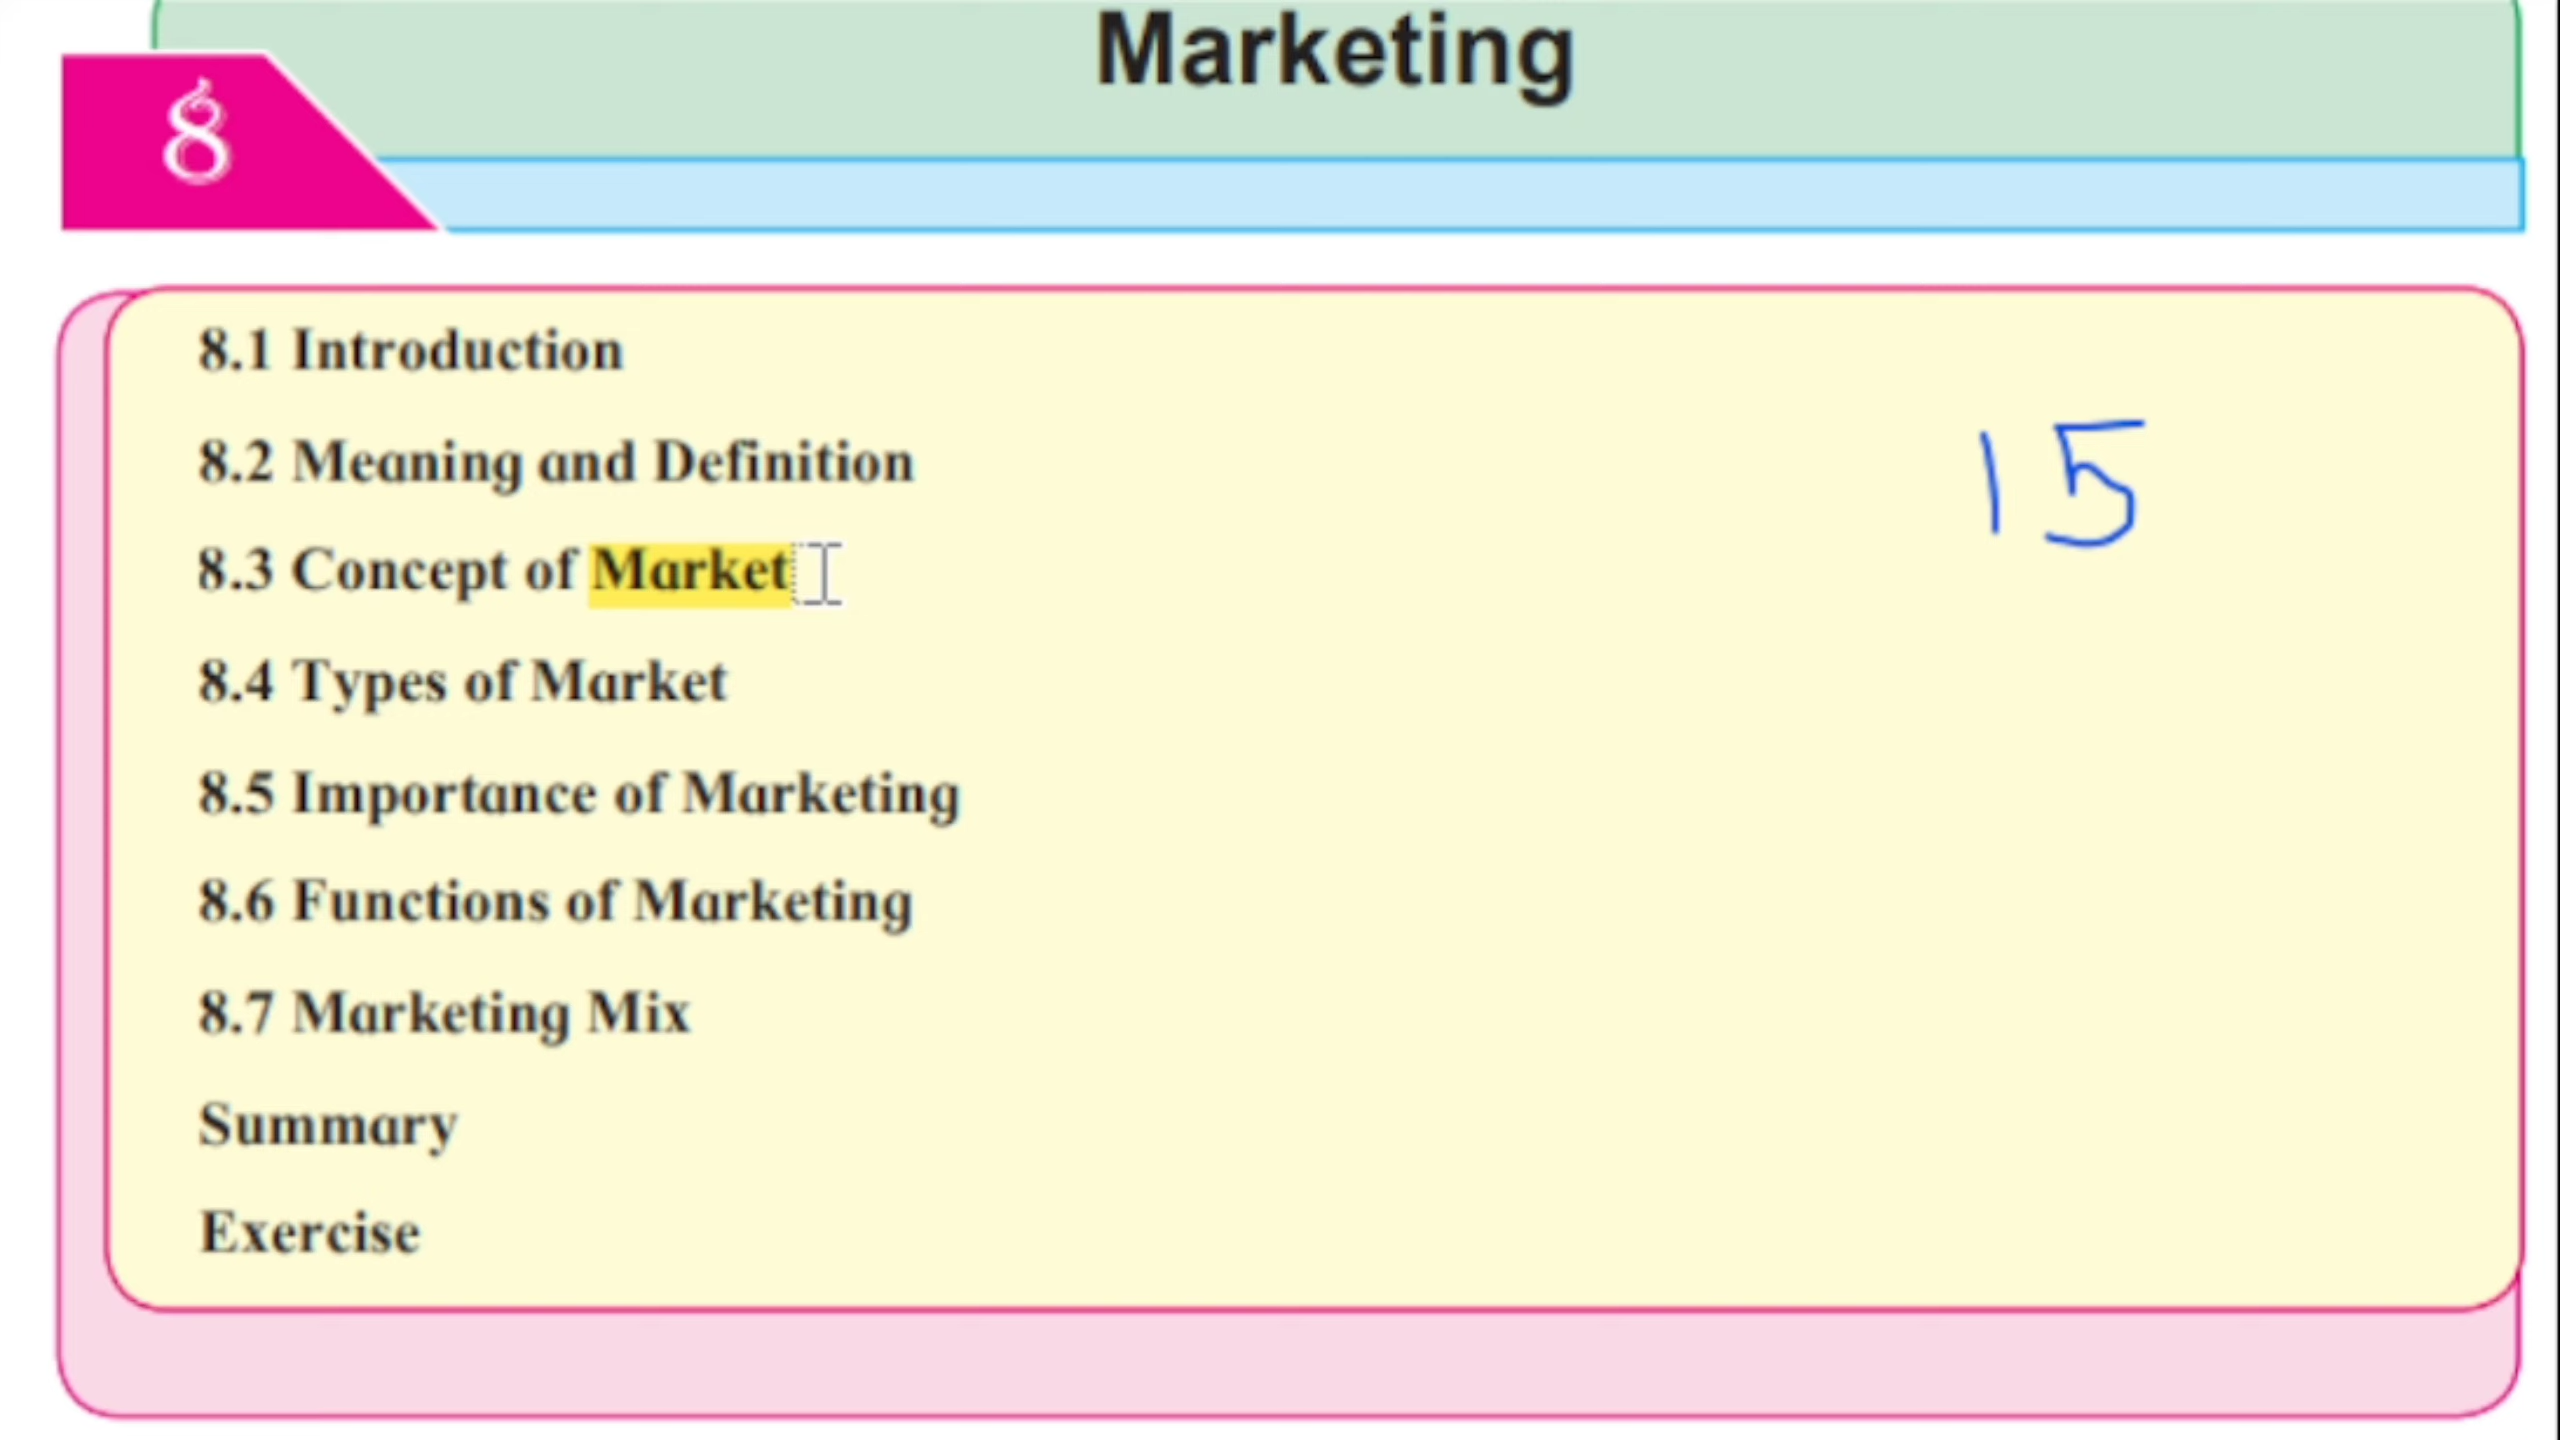 Marketing
8
8.1 Introduction
8.2 Meaning and Definition
15
8.3 Concept of Market
8.4 Types of Market
8.5 Importance of Marketing
8.6 Functions of Marketing
8.7 Marketing Mix
Summary
Exercise